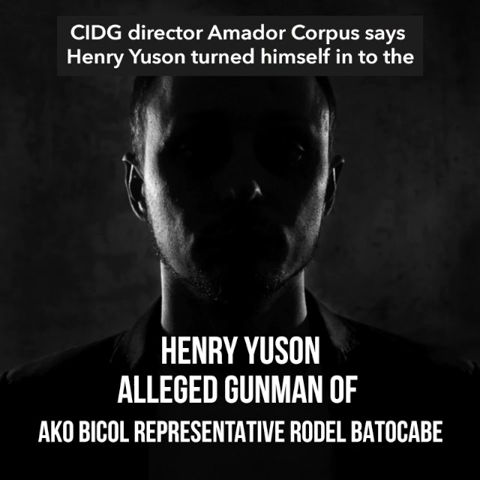 CIDG director Amador Corpus says
Henry Yuson turned himself in to the
HENRY YUSON
ALLEGED GUNMAN OF
AKO BICOL REPRESENTATIVE RODEL BATOCABE